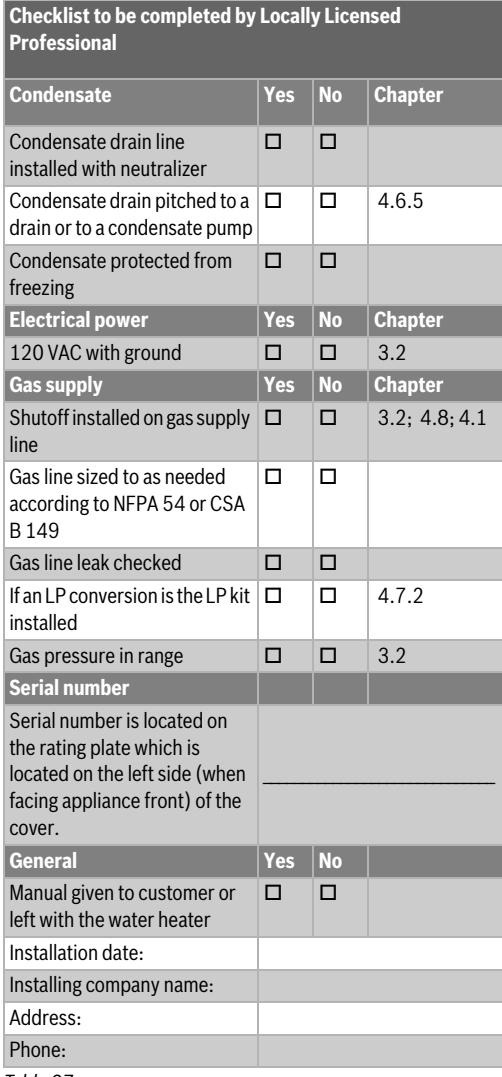 Checklist to be completed by Locally Licensed
Professional
Condensate Yes No Chapter
Condensate drain line
installed with neutralizer
Condensate drain pitched to a
drain or to a condensate pump
4.6.5
Condensate protected from
freezing
Electrical power Yes No Chapter
120 VAC with ground 3.2
Gas supply Yes No Chapter
Shutoff installed on gas supply
line
3.2; 4.8; 4.1
Gas line sized to as needed
according to NFPA 54 or CSA
B 149
Gas line leak checked
If an LP conversion is the LP kit
installed
4.7.2
Gas pressure in range 3.2
Serial number
Serial number is located on
the rating plate which is
located on the left side (when
facing appliance front) of the
cover.
General Yes No
Manual given to customer or
left with the water heater
Installation date:
Installing company name:
Address:
Phone: